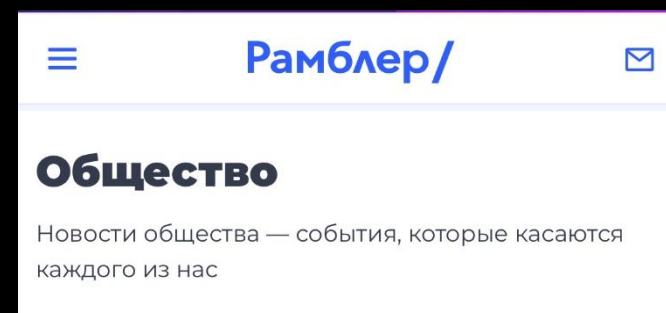 Рамблер/
Общество
Новости общества — события, которые касаются
каждого из нас